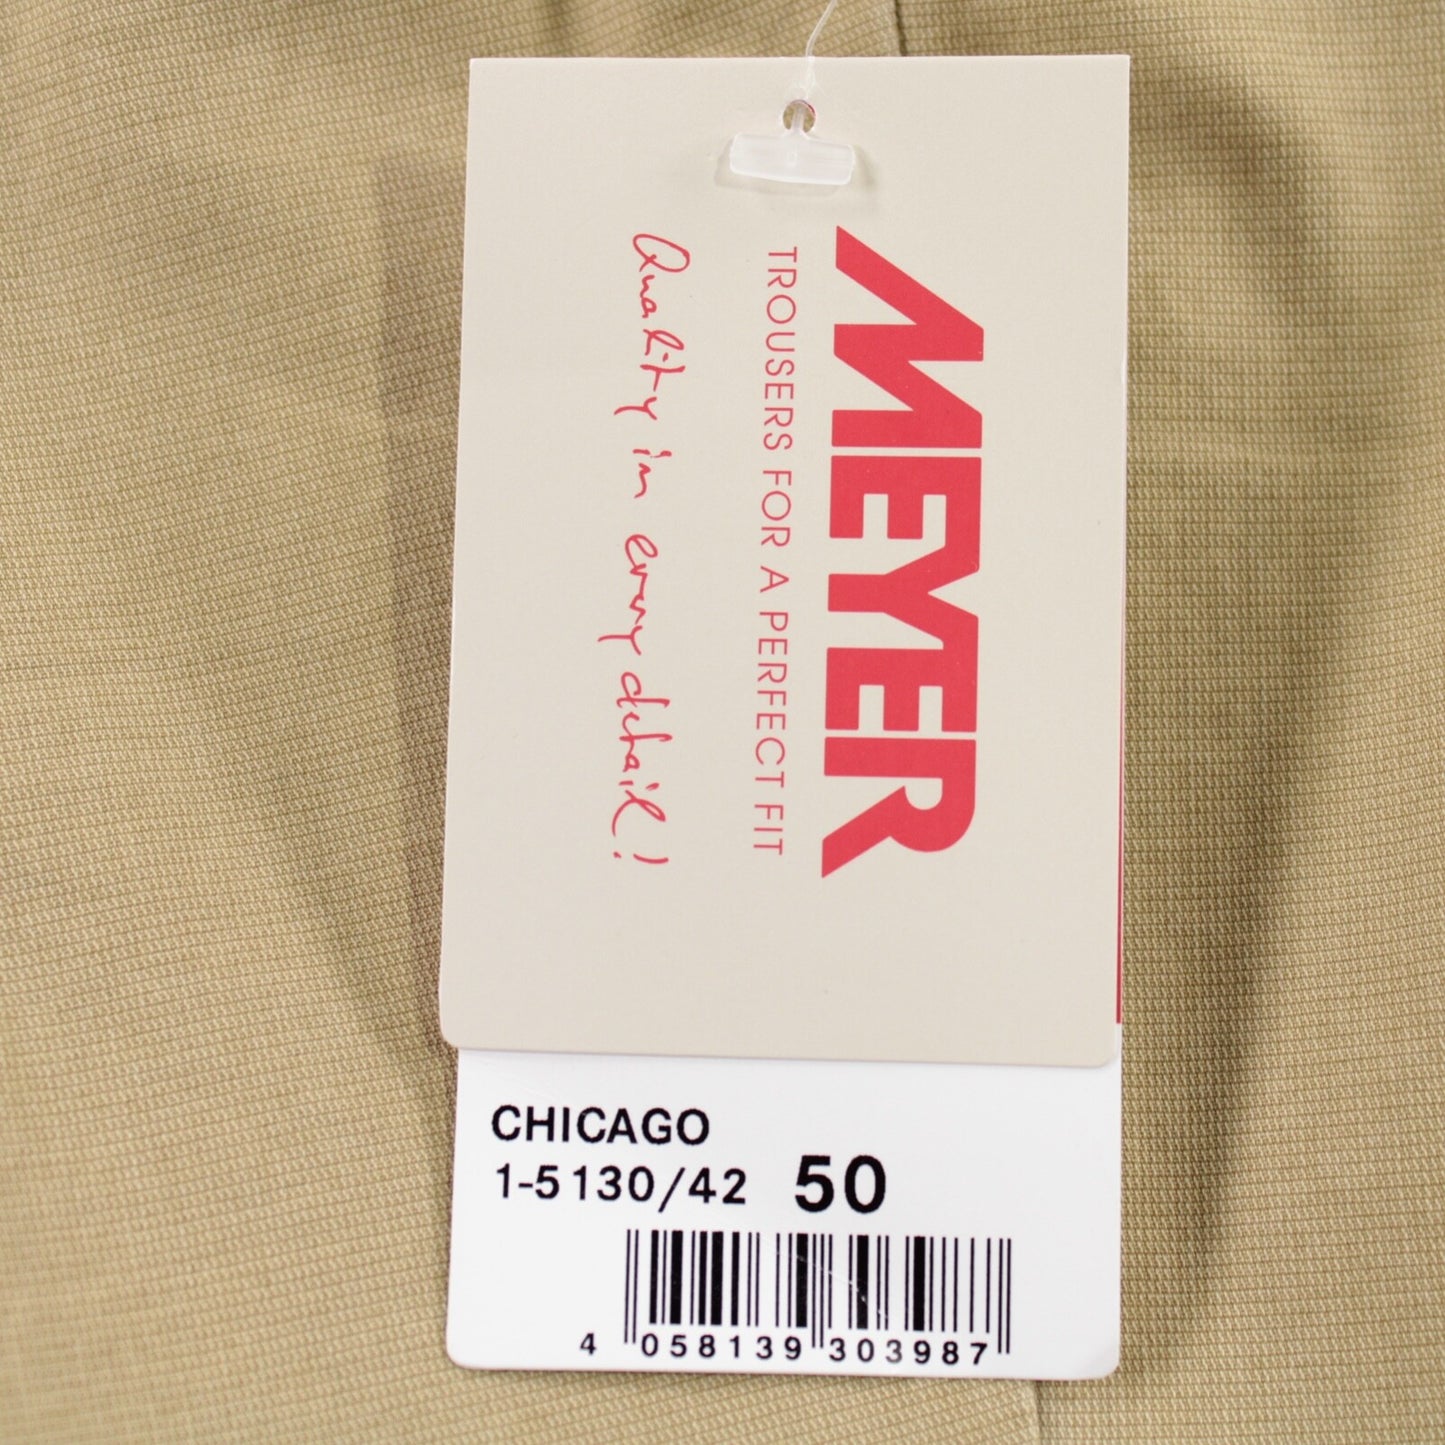 MEYER
TROUSERS FOR A PERFECT FIT
Quality in every detail!
CHICAGO
1-5130/42 50
4 058139 303987